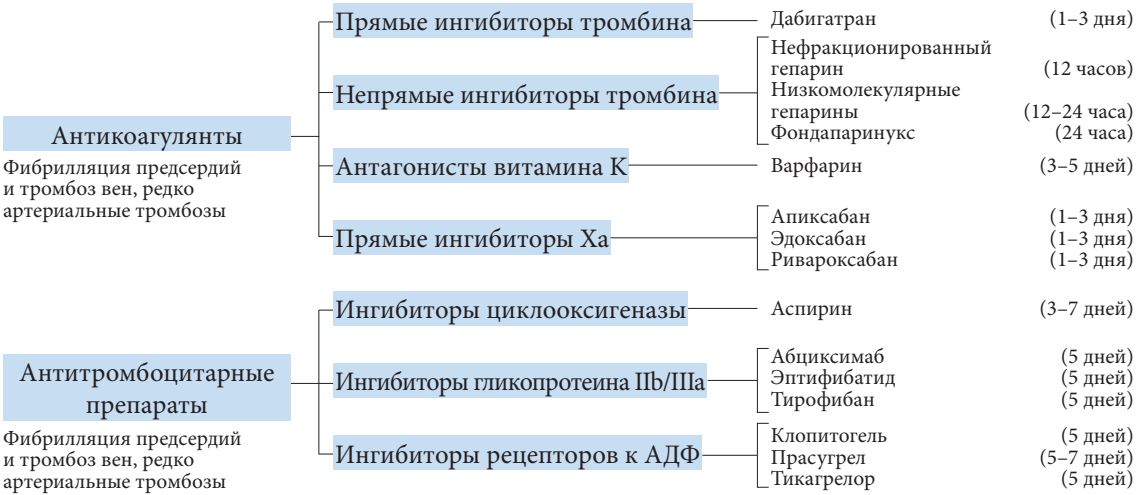 Антикоагулянты
Фибрилляция предсердий
и тромбоз вен, редко
артериальные тромбозы
Прямые ингибиторы тромбина
Дабигатран (1–3 дня)
Непрямые ингибиторы тромбина
Нефракционированный
гепарин (12 часов)
Низкомолекулярные
гепарины (12–24 часа)
Фондапаринукс (24 часа)
Антагонисты витамина К
Варфарин (3–5 дней)
Прямые ингибиторы Ха
Апиксабан (1–3 дня)
Эдоксабан (1–3 дня)
Ривароксабан (1–3 дня)
Антитромбоцитарные
препараты
Фибрилляция предсердий
и тромбоз вен, редко
артериальные тромбозы
Ингибиторы циклооксигеназы
Аспирин (3–7 дней)
Ингибиторы гликопротеина IIb/IIIa
Абциксимаб (5 дней)
Эптифибатид (5 дней)
Тирофибан (5 дней)
Ингибиторы рецепторов к АДФ
Клопитогель (5 дней)
Прасугрел (5–7 дней)
Тикагрелор (5 дней)